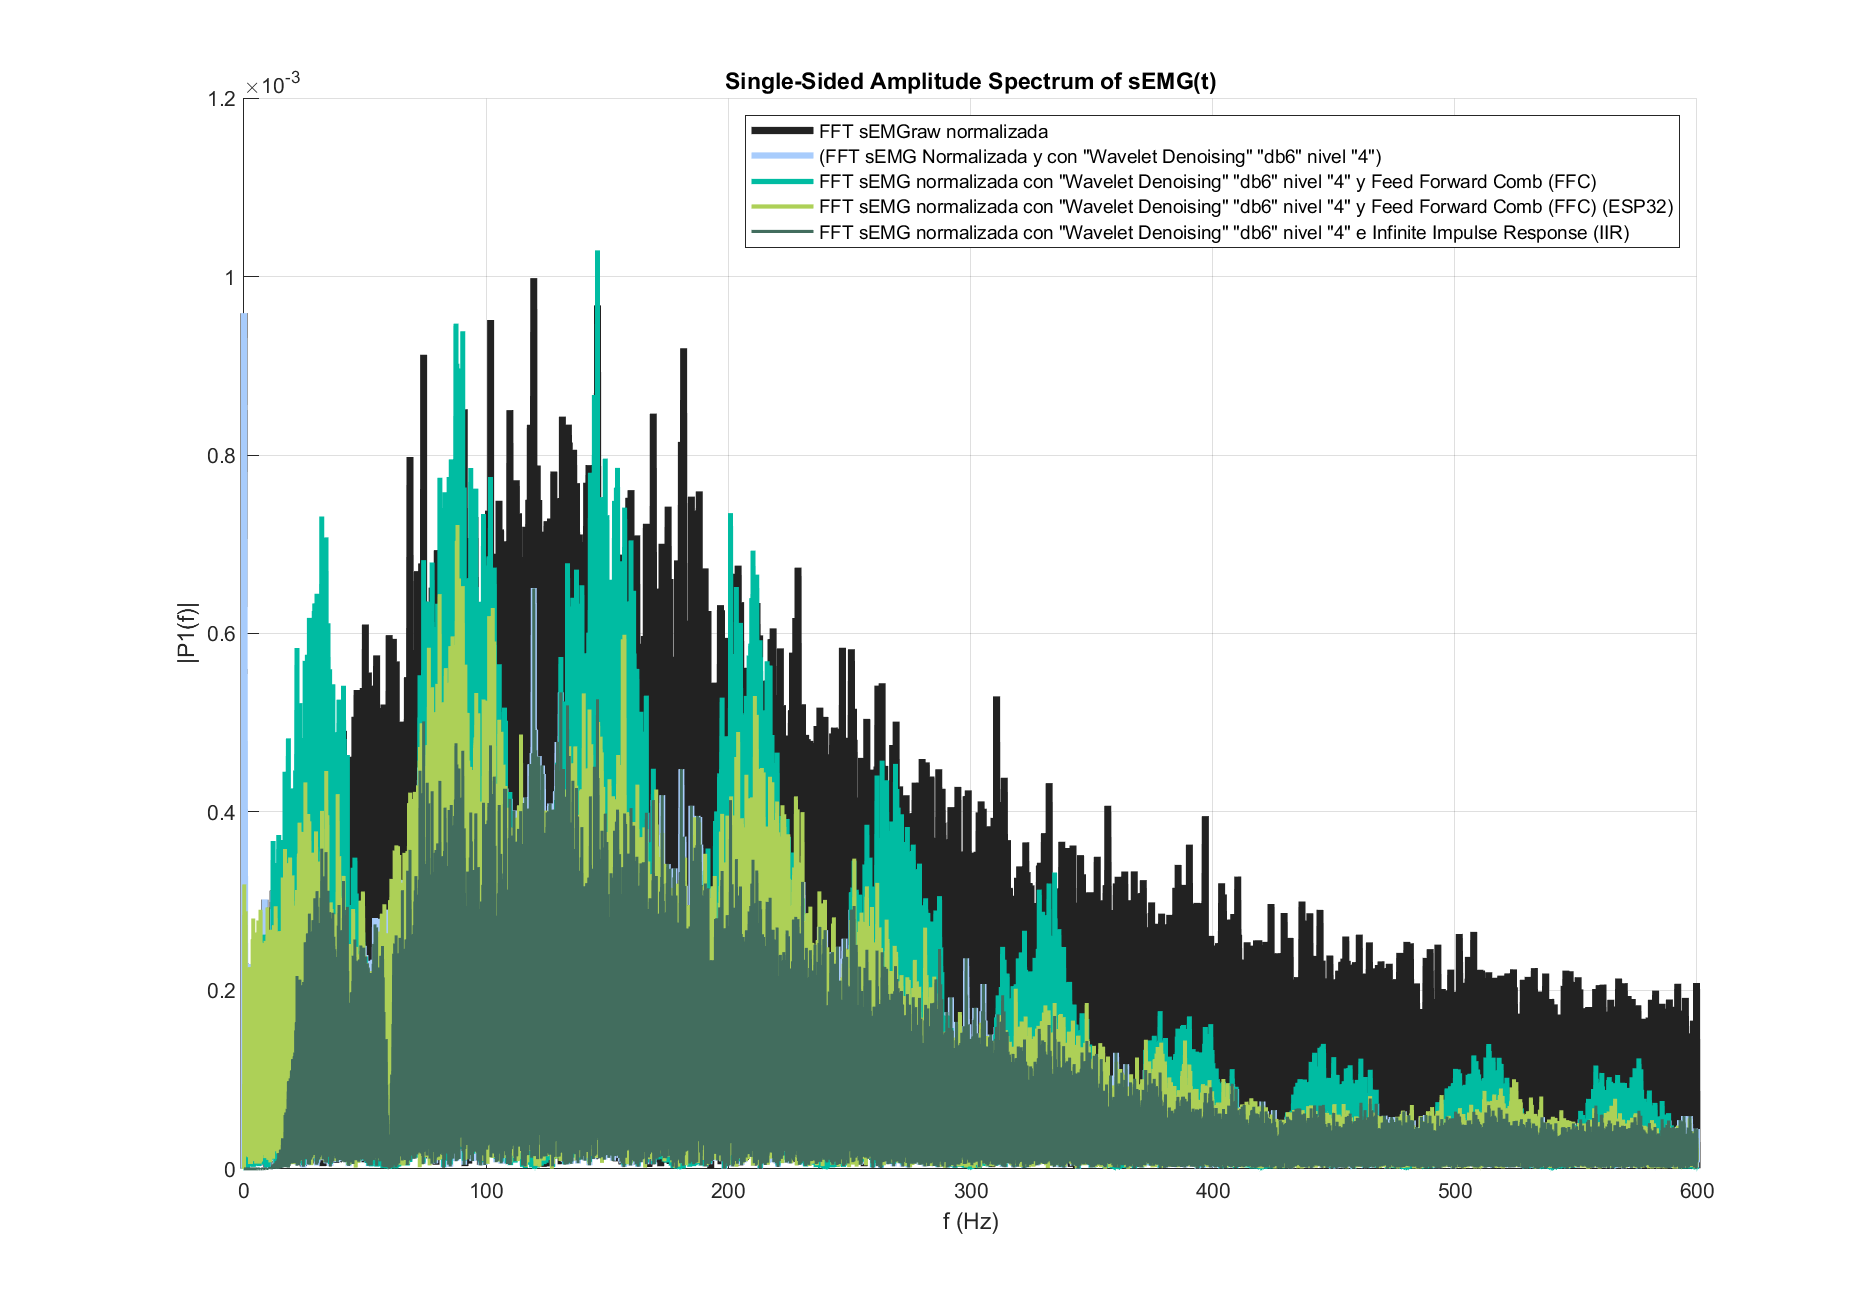 Single-Sided Amplitude Spectrum of sEMG(t)
×10-3
1.2
1
0.8
0.6
0.4
0.2
0
|P1(f)|
FFT sEMGraw normalizada
(FFT sEMG Normalizada y con "Wavelet Denoising" "db6" nivel "4")
FFT sEMG normalizada con "Wavelet Denoising" "db6" nivel "4" y Feed Forward Comb (FFC)
FFT sEMG normalizada con "Wavelet Denoising" "db6" nivel "4" y Feed Forward Comb (FFC) (ESP32)
FFT sEMG normalizada con "Wavelet Denoising" "db6" nivel "4" e Infinite Impulse Response (IIR)
0 100 200 300 400 500 600
f (Hz)